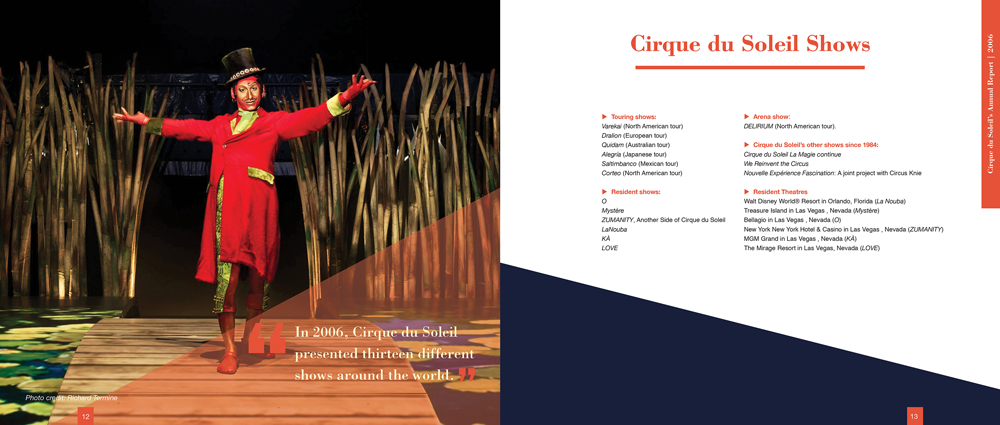 “ In 2006, Cirque du Soleil
presented thirteen different
shows around the world. ”
Photo credit: Richard Termine
12
Cirque du Soleil Shows
Touring shows:
Varekai (North American tour)
Dralion (European tour)
Quidam (Australian tour)
Alegría (Japanese tour)
Saltimbanco (Mexican tour)
Corteo (North American tour)
Resident shows:
O
Mystère
ZUMANITY, Another Side of Cirque du Soleil
LaNouba
KÀ
LOVE
Arena show:
DELIRIUM (North American tour).
Cirque du Soleil’s other shows since 1984:
Cirque du Soleil La Magie continue
We Reinvent the Circus
Nouvelle Expérience Fascination: A joint project with Circus Knie
Resident Theatres
Walt Disney World® Resort in Orlando, Florida (La Nouba)
Treasure Island in Las Vegas , Nevada (Mystère)
Bellagio in Las Vegas , Nevada (O)
New York New York Hotel & Casino in Las Vegas , Nevada (ZUMANITY)
MGM Grand in Las Vegas , Nevada (KÀ)
The Mirage Resort in Las Vegas, Nevada (LOVE)
Cirque du Soleil’s Annual Report | 2006
13